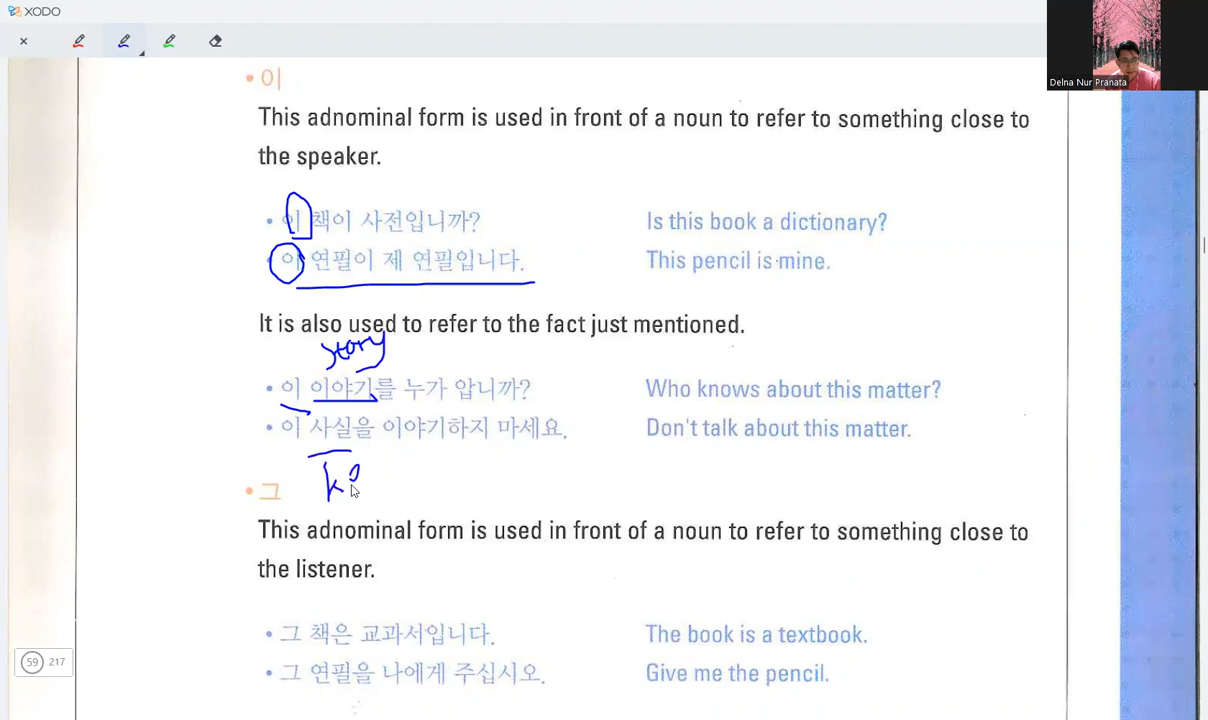 XODO
Delna Nur Pranata
• 이
This adnominal form is used in front of a noun to refer to something close to
the speaker.
• 이 책이 사전입니까? Is this book a dictionary?
• 이 연필이 제 연필입니다. This pencil is mine.
It is also used to refer to the fact just mentioned.
story
• 이 이야기를 누가 압니까? Who knows about this matter?
• 이 사실을 이야기하지 마세요. Don't talk about this matter.
ko
• 그
This adnominal form is used in front of a noun to refer to something close to
the listener.
• 그 책은 교과서입니다. The book is a textbook.
• 그 연필을 나에게 주십시오. Give me the pencil.
59 217